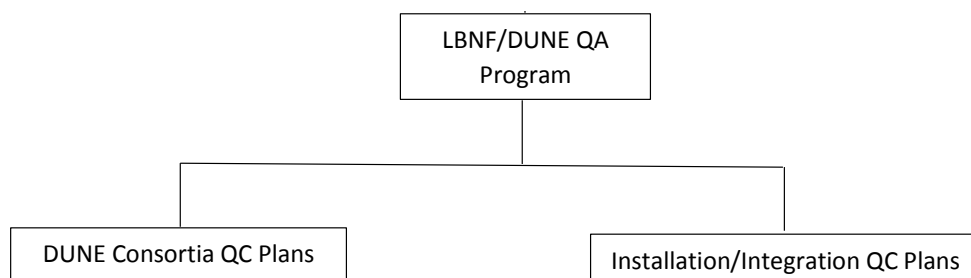 LBNF/DUNE QA
Program
DUNE Consortia QC Plans
Installation/Integration QC Plans